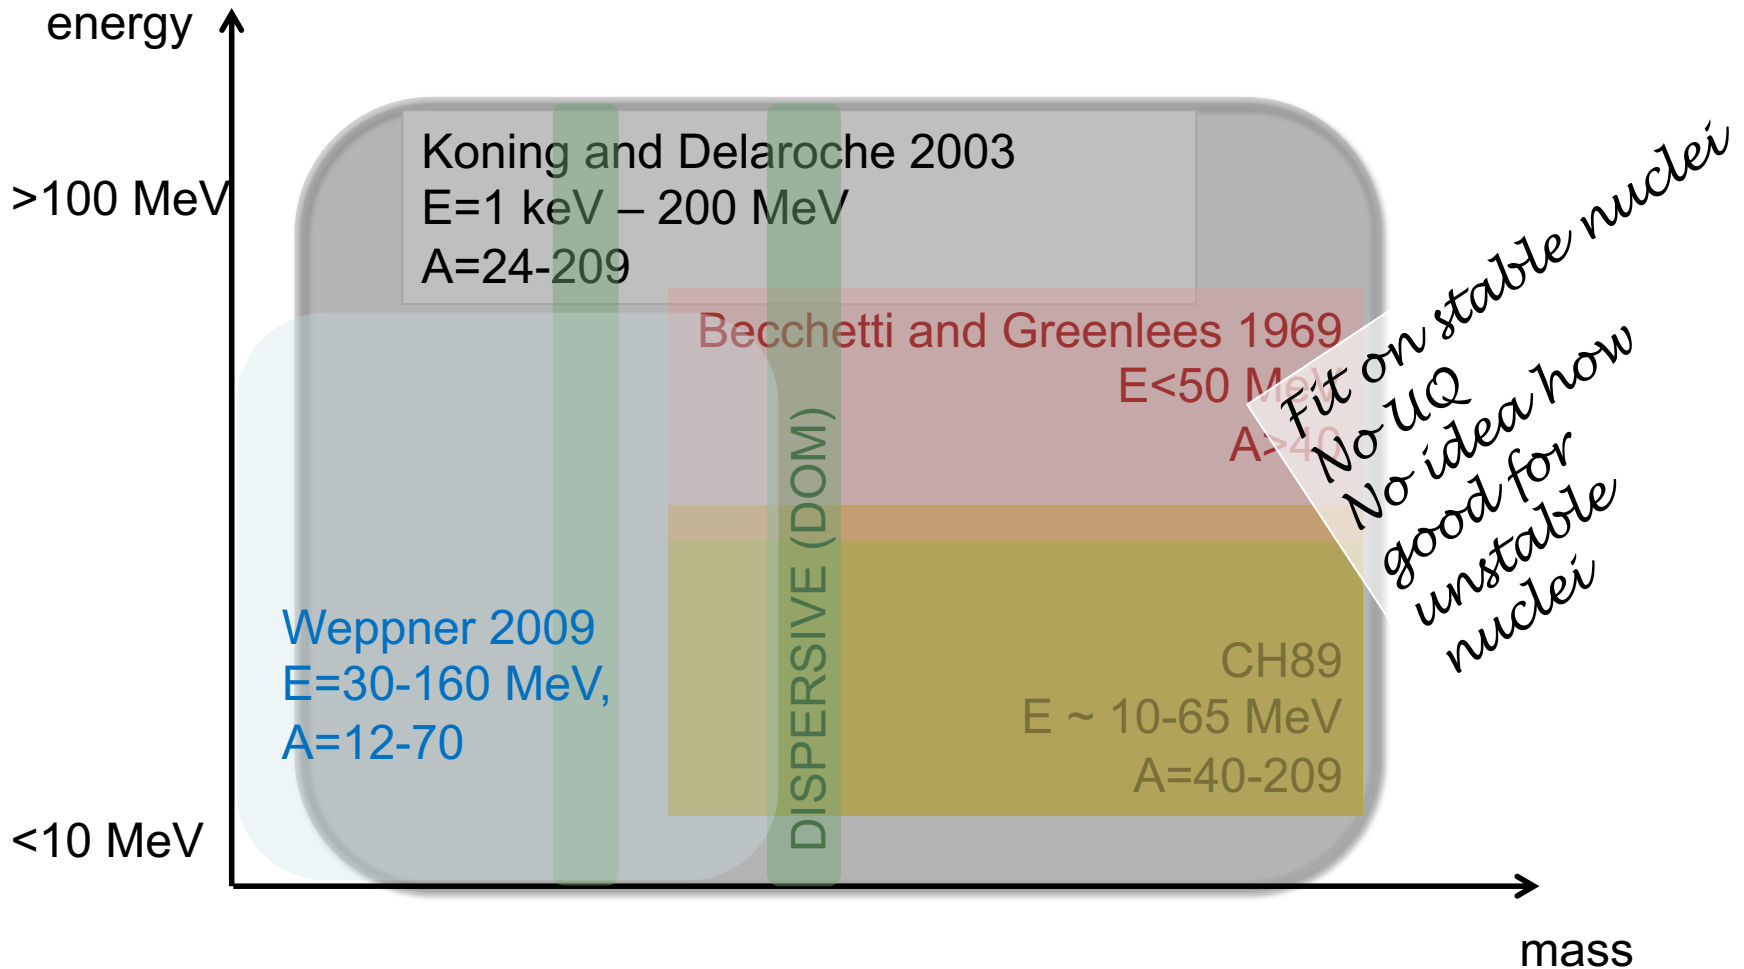 energy
>100 MeV
<10 MeV
mass
Koning and Delaroche 2003
E=1 keV – 200 MeV
A=24-209
Becchetti and Greenlees 1969
E<50 MeV
A>40
DISPERSIVE (DOM)
Weppner 2009
E=30-160 MeV,
A=12-70
CH89
E ~ 10-65 MeV
A=40-209
Fit on stable nuclei
No UQ
No idea how
good for
unstable
nuclei